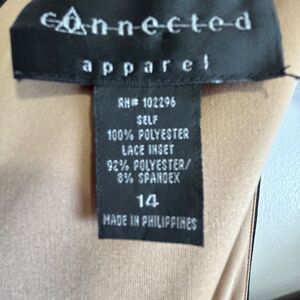 connected
apparel
RN# 102296
SELF
100% POLYESTER
LACE INSET
92% POLYESTER/
8% SPANDEX
14
MADE IN PHILIPPINES